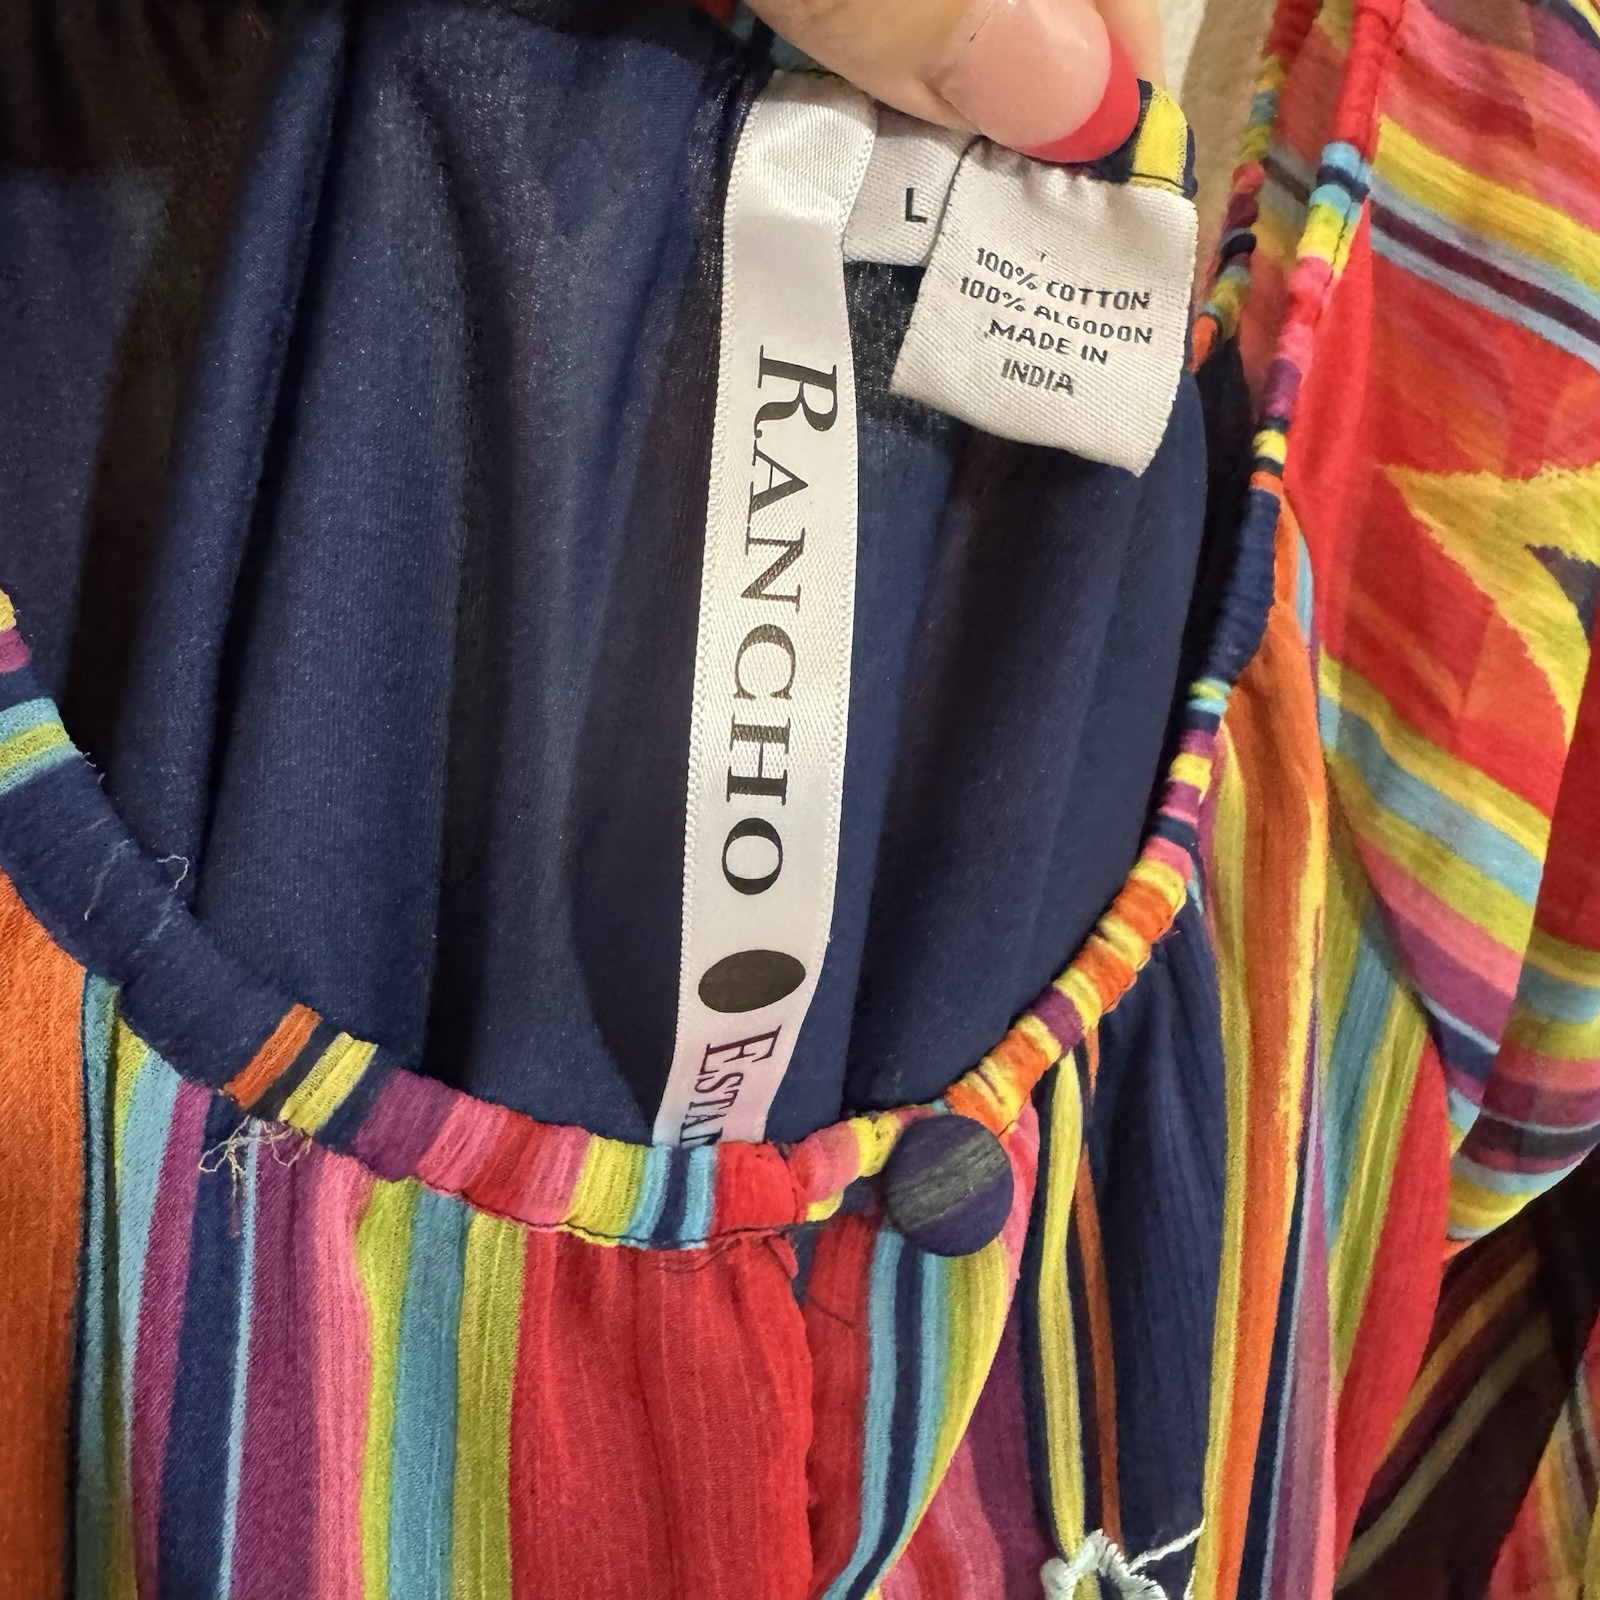 L
100% COTTON
100% ALGODON
MADE IN
INDIA
RANCHO